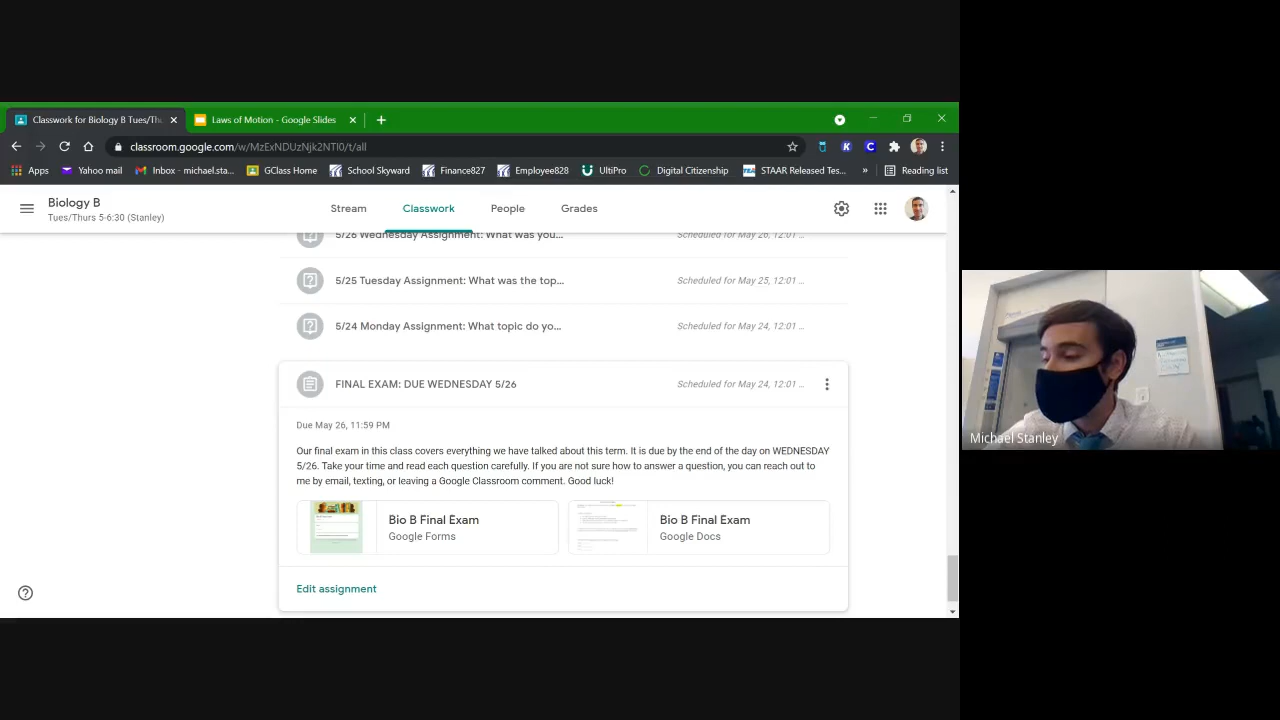 Classwork for Biology B Tues/Thu
Laws of Motion - Google Slides
classroom.google.com/w/MzExNDUzNjk2NTI0/t/all
Apps
Yahoo mail
Inbox - michael.sta...
GClass Home
School Skyward
Finance827
Employee828
UltiPro
Digital Citizenship
STAAR Released Tes...
»
Reading list
Biology B
Tues/Thurs 5-6:30 (Stanley)
Stream
Classwork
People
Grades
5/26 Wednesday Assignment: What was you...
Scheduled for May 26, 12:01 ...
5/25 Tuesday Assignment: What was the top...
Scheduled for May 25, 12:01 ...
5/24 Monday Assignment: What topic do yo...
Scheduled for May 24, 12:01 ...
FINAL EXAM: DUE WEDNESDAY 5/26
Scheduled for May 24, 12:01 ...
Due May 26, 11:59 PM
Our final exam in this class covers everything we have talked about this term. It is due by the end of the day on WEDNESDAY
5/26. Take your time and read each question carefully. If you are not sure how to answer a question, you can reach out to
me by email, texting, or leaving a Google Classroom comment. Good luck!
Bio B Final Exam
Google Forms
Bio B Final Exam
Google Docs
Edit assignment
Michael Stanley